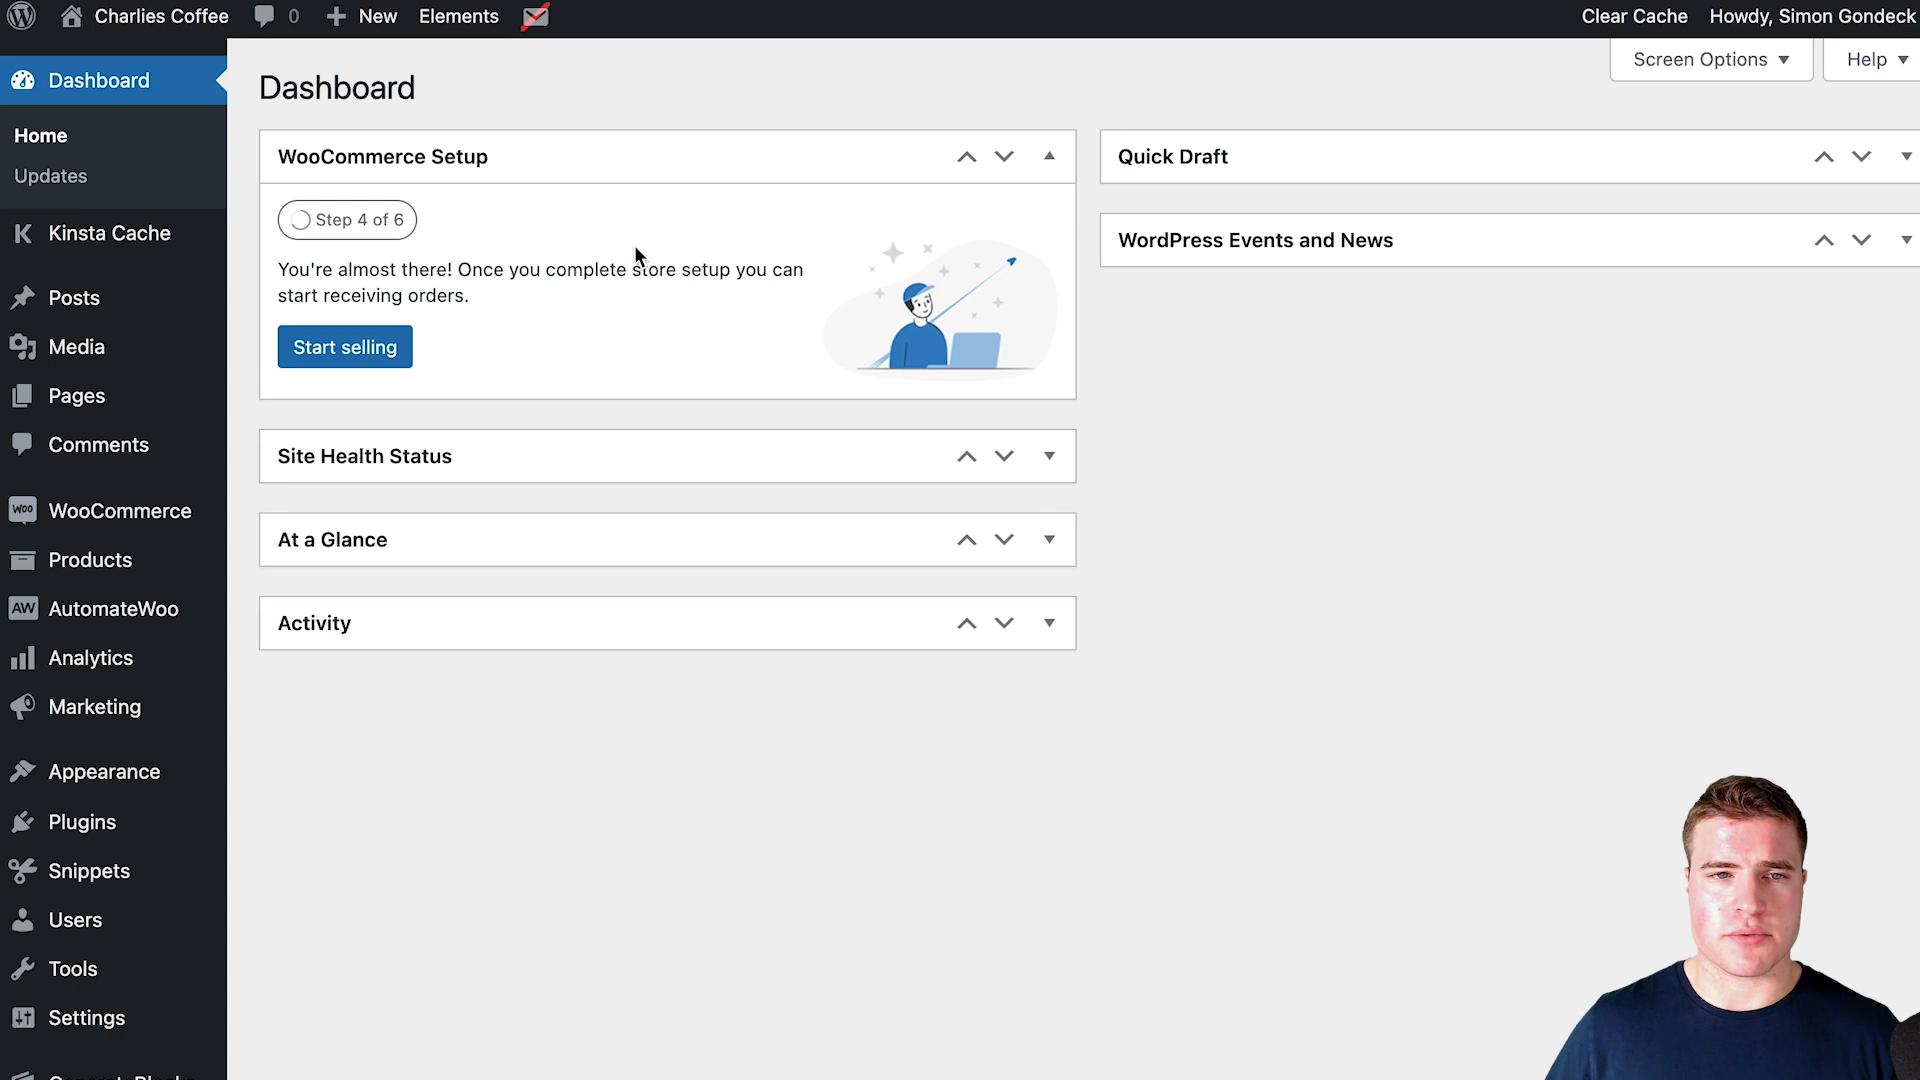 Charlies Coffee
0
New
Elements
Clear Cache
Howdy, Simon Gondeck
Screen Options
Help
Dashboard
Home
Updates
Kinsta Cache
Posts
Media
Pages
Comments
WooCommerce
Products
AutomateWoo
Analytics
Marketing
Appearance
Plugins
Snippets
Users
Tools
Settings
Dashboard
WooCommerce Setup
Step 4 of 6
You're almost there! Once you complete store setup you can
start receiving orders.
Start selling
Site Health Status
At a Glance
Activity
Quick Draft
WordPress Events and News